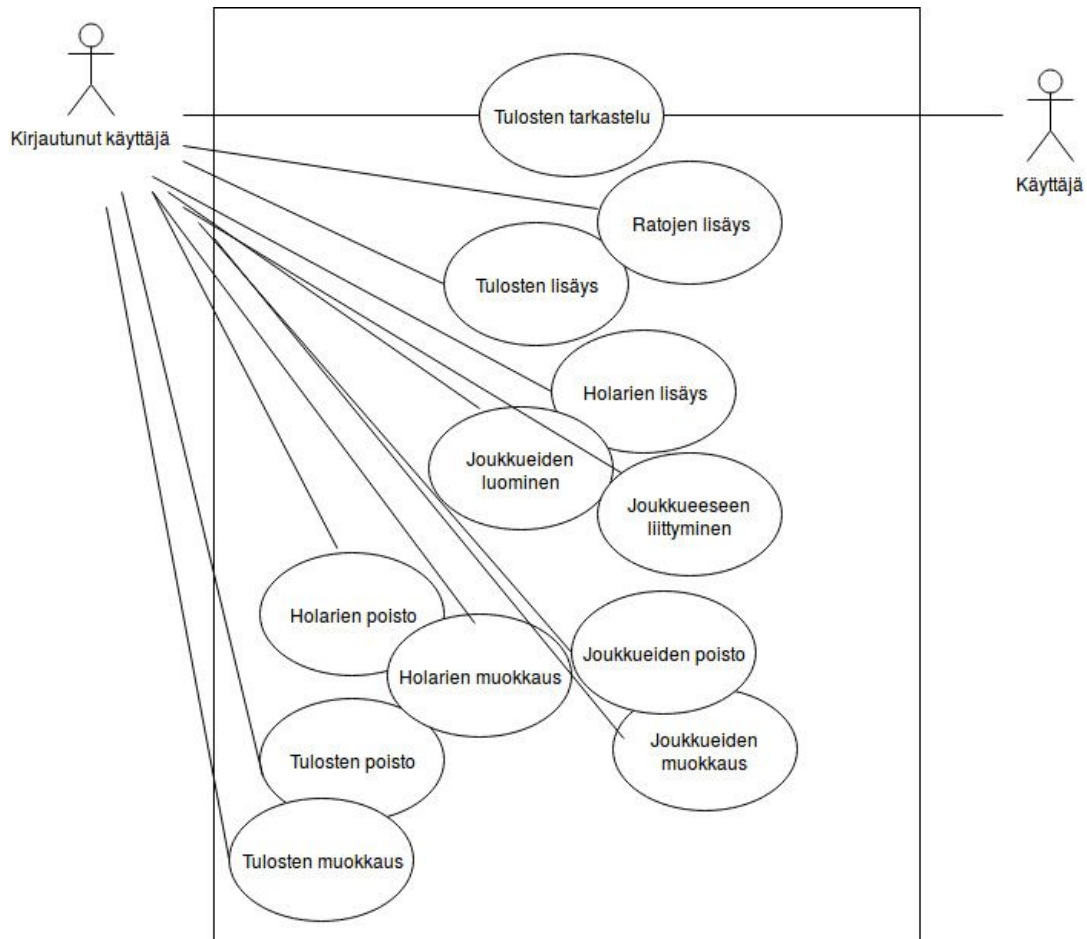 Kirjautunut käyttäjä
Tulosten tarkastelu
Käyttäjä
Ratojen lisäys
Tulosten lisäys
Holarien lisäys
Joukkueiden
luominen
Joukkueeseen
liittyminen
Holarien poisto
Holarien muokkaus
Joukkueiden poisto
Joukkueiden
muokkaus
Tulosten poisto
Tulosten muokkaus